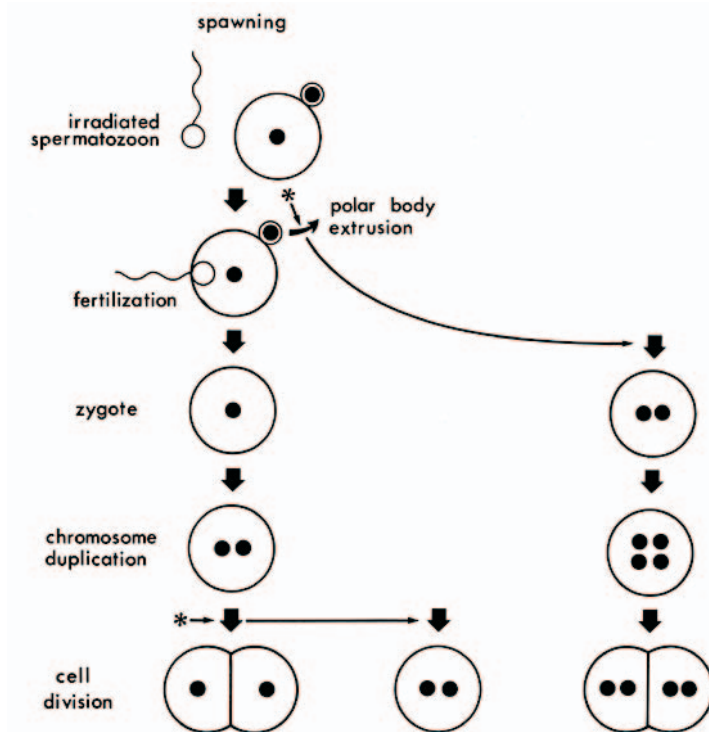 spawning
irradiated
spermatozoon
*
polar body
extrusion
fertilization
zygote
chromosome
duplication
*
cell
division